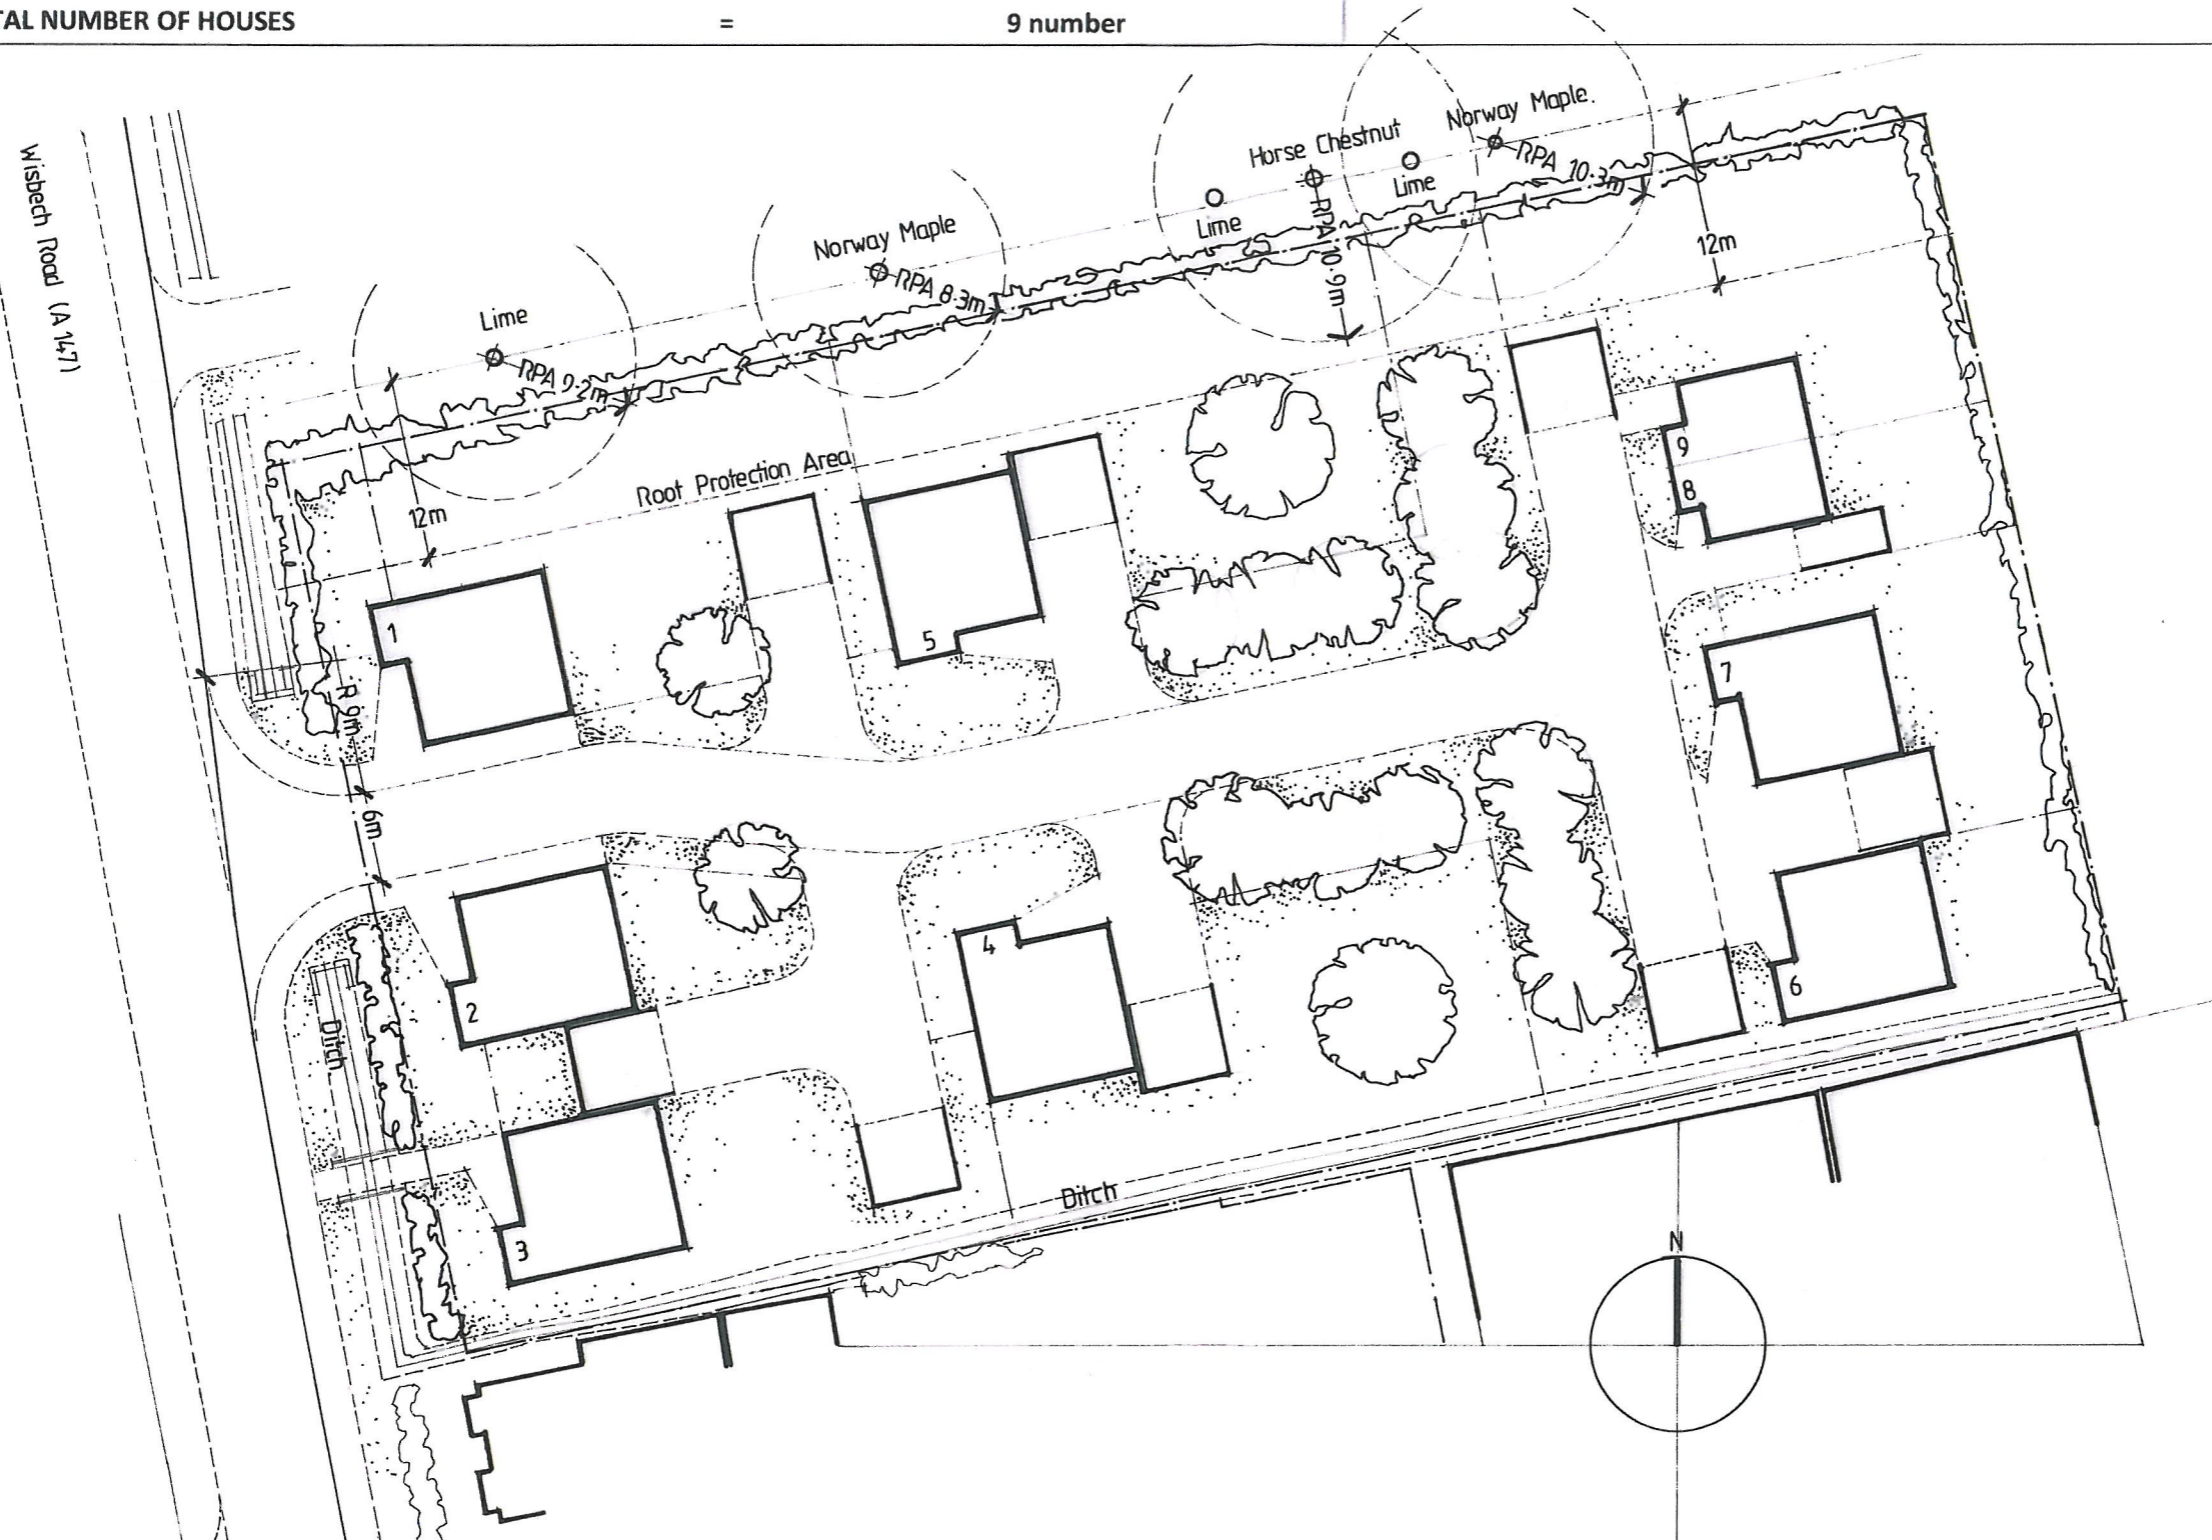 TAL NUMBER OF HOUSES = 9 number
Wisbech Road (A 147)
Norway Maple.
Horse Chestnut
RPA 10·3m
Lime
Lime
RPA 10·9m
12m
Norway Maple
RPA 8·3m
Lime
RPA 9·2m
12m
Root Protection Area
9
8
1
5
7
R 9m
6m
4
2
6
Ditch
3
Ditch
N